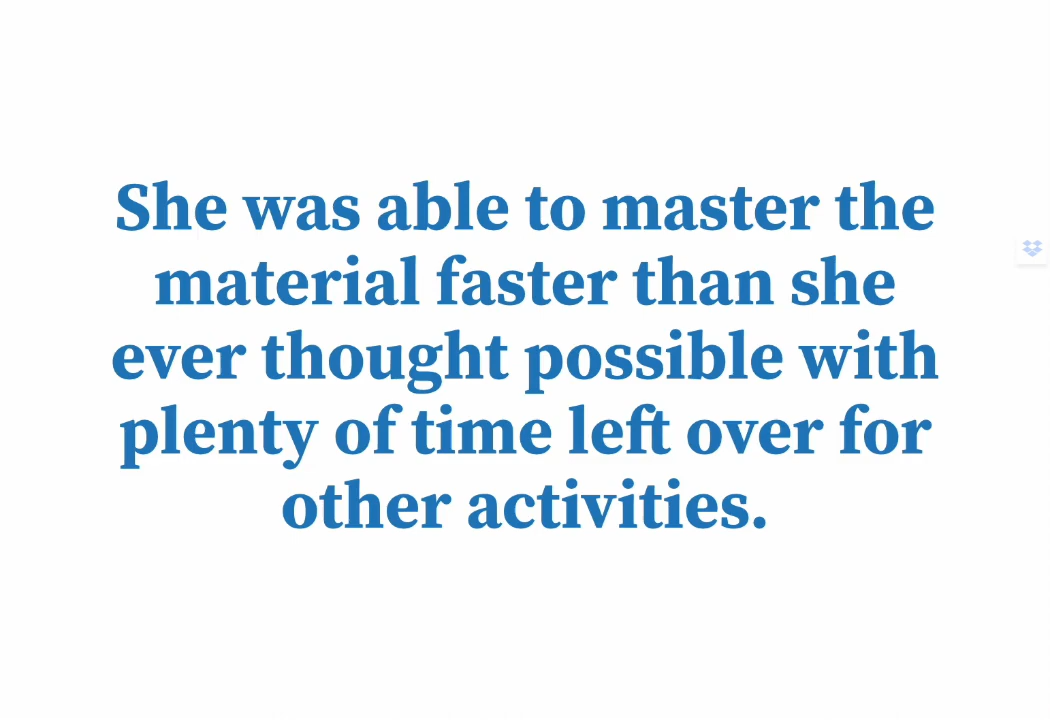 She was able to master the
material faster than she
ever thought possible with
plenty of time left over for
other activities.